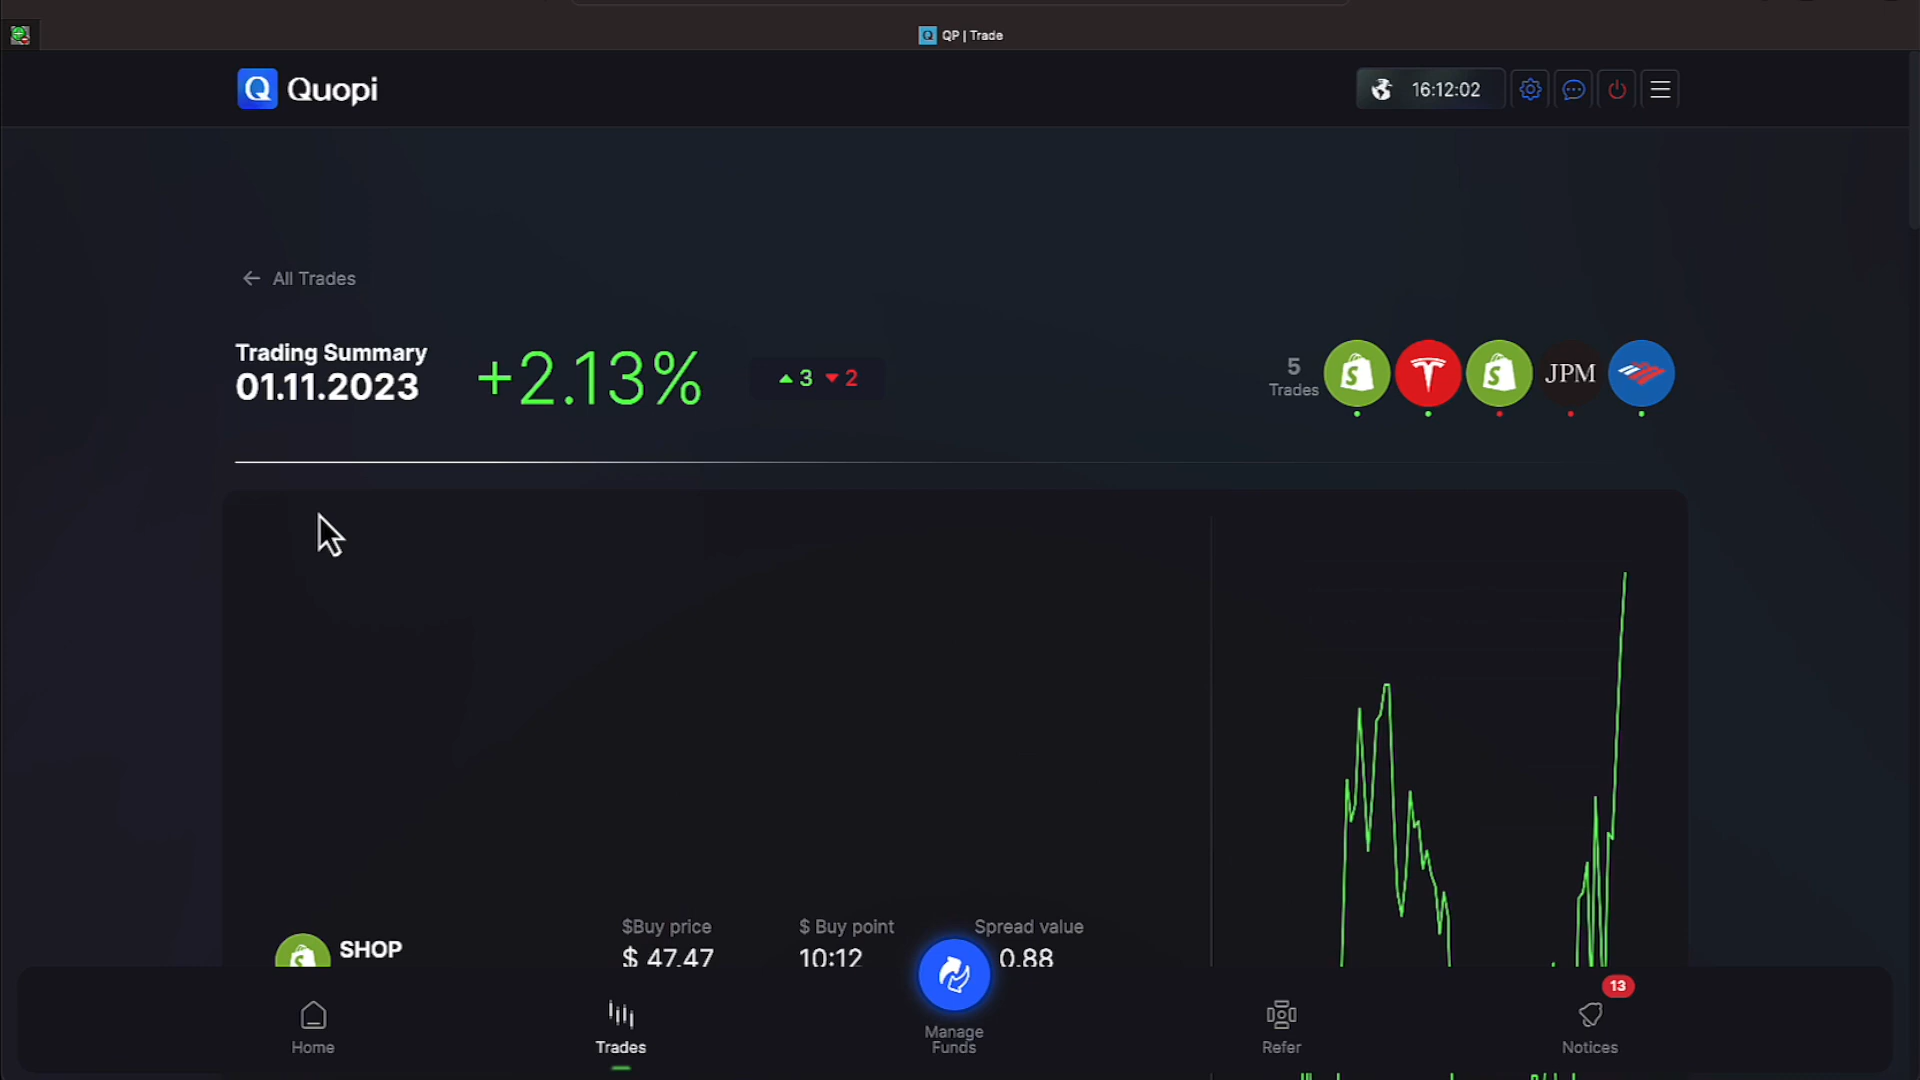 QP | Trade
Quopi
16:12:02
All Trades
Trading Summary
01.11.2023
+2.13%
3 2
5
Trades
JPM
SHOP
$Buy price
$ 47.47
$ Buy point
10:12
Spread value
0.88
Home
Trades
Manage
Funds
Refer
13
Notices